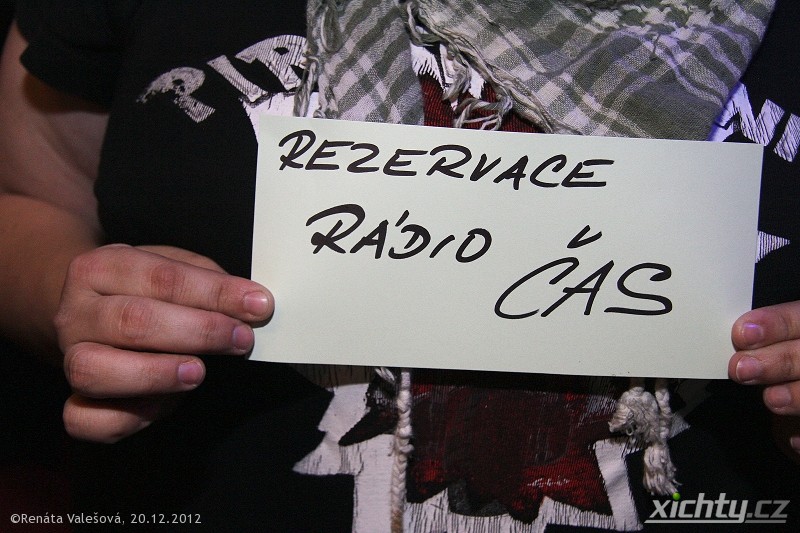 REZERVACE
RÁDIO ČAS
©Renáta Valešová, 20.12.2012
xichty.cz